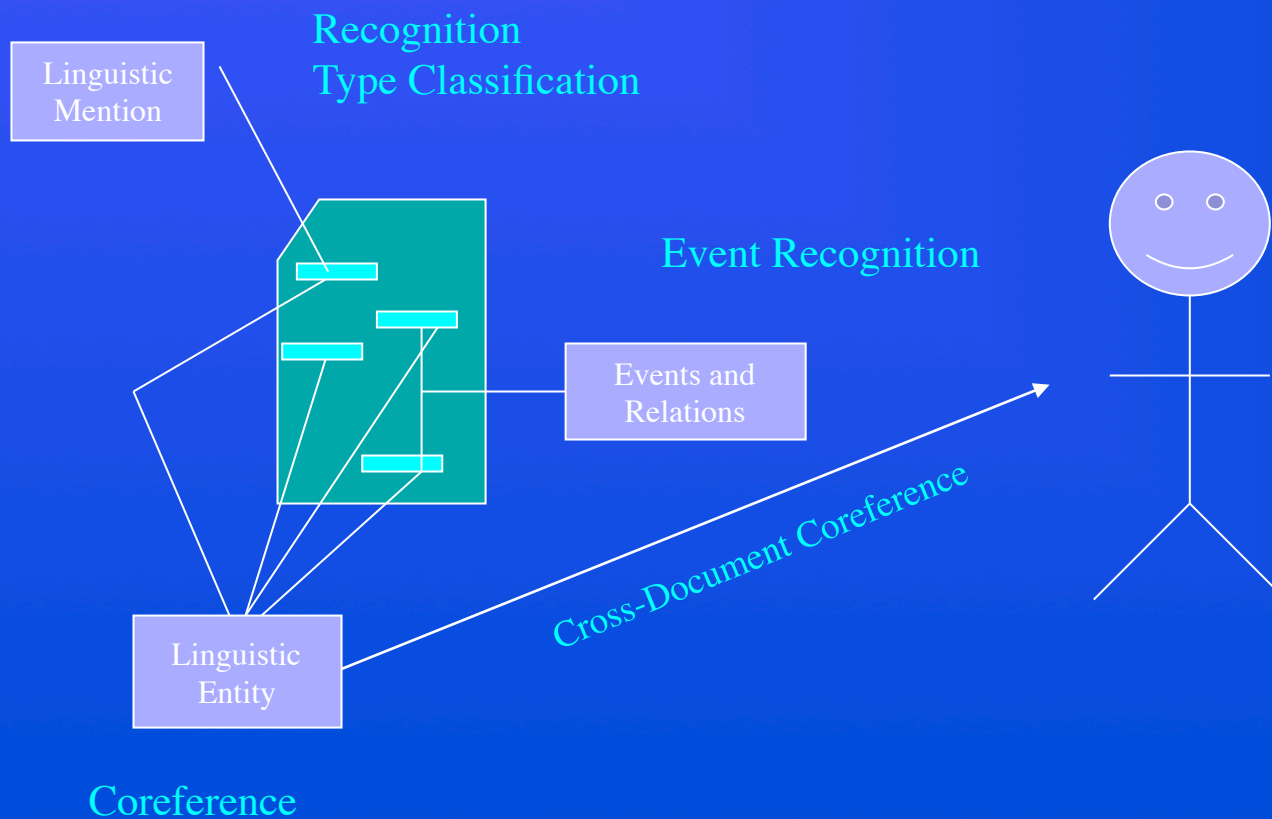 Recognition
Type Classification
Linguistic
Mention
Event Recognition
Events and
Relations
Cross-Document Coreference
Linguistic
Entity
Coreference